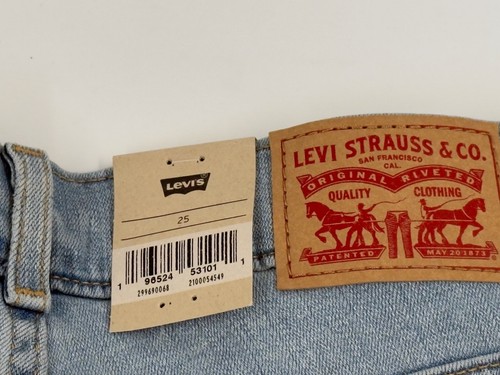 LEVI'S
25
1 96524 53101 1
299690068 2100054549
LEVI STRAUSS & CO.
SAN FRANCISCO
CAL.
ORIGINAL RIVETED
QUALITY CLOTHING
PATENTED MAY 20 1873